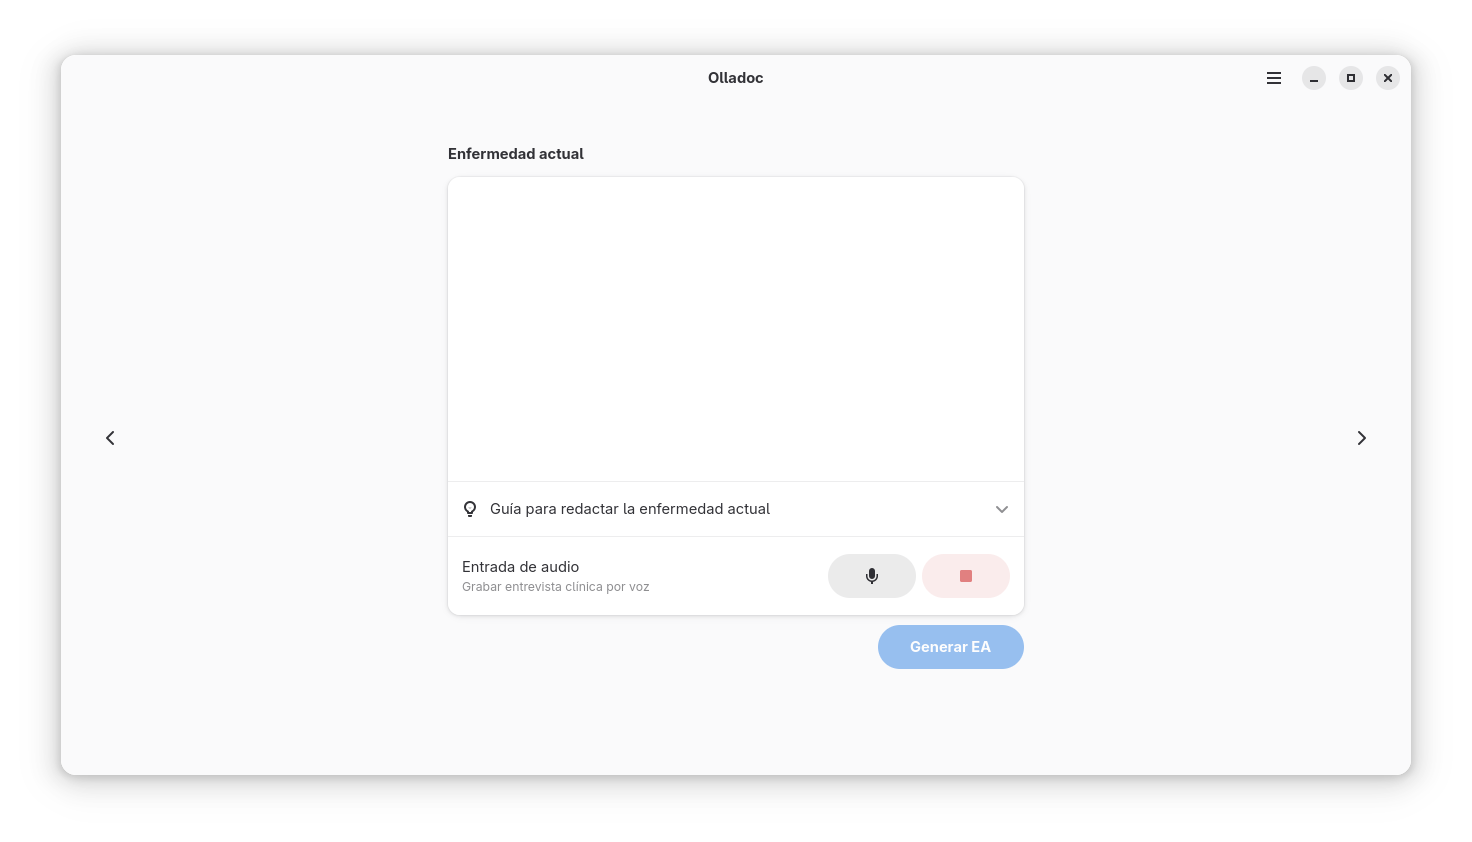 Olladoc
Enfermedad actual
Guía para redactar la enfermedad actual
Entrada de audio
Grabar entrevista clínica por voz
Generar EA